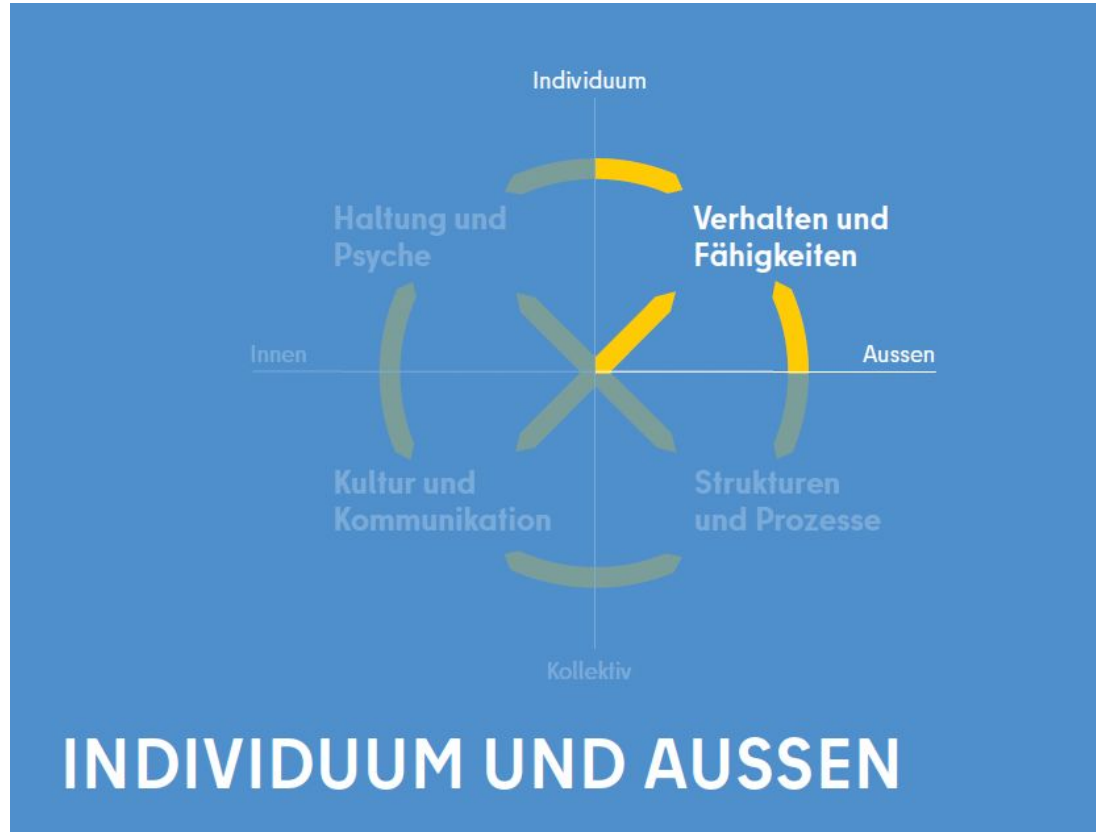 Individuum
Haltung und
Psyche
Verhalten und
Fähigkeiten
Innen
Aussen
Kultur und
Kommunikation
Strukturen
und Prozesse
Kollektiv
INDIVIDUUM UND AUSSEN